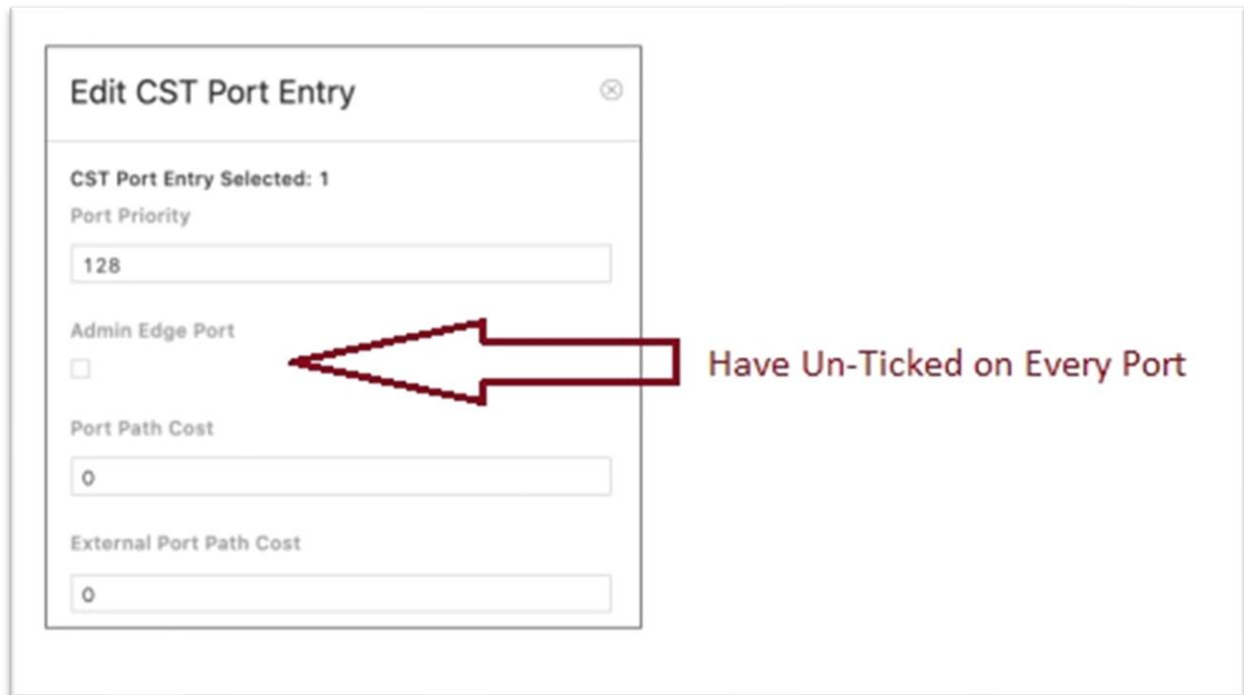 Edit CST Port Entry
CST Port Entry Selected: 1
Port Priority
128
Admin Edge Port
Have Un-Ticked on Every Port
Port Path Cost
0
External Port Path Cost
0